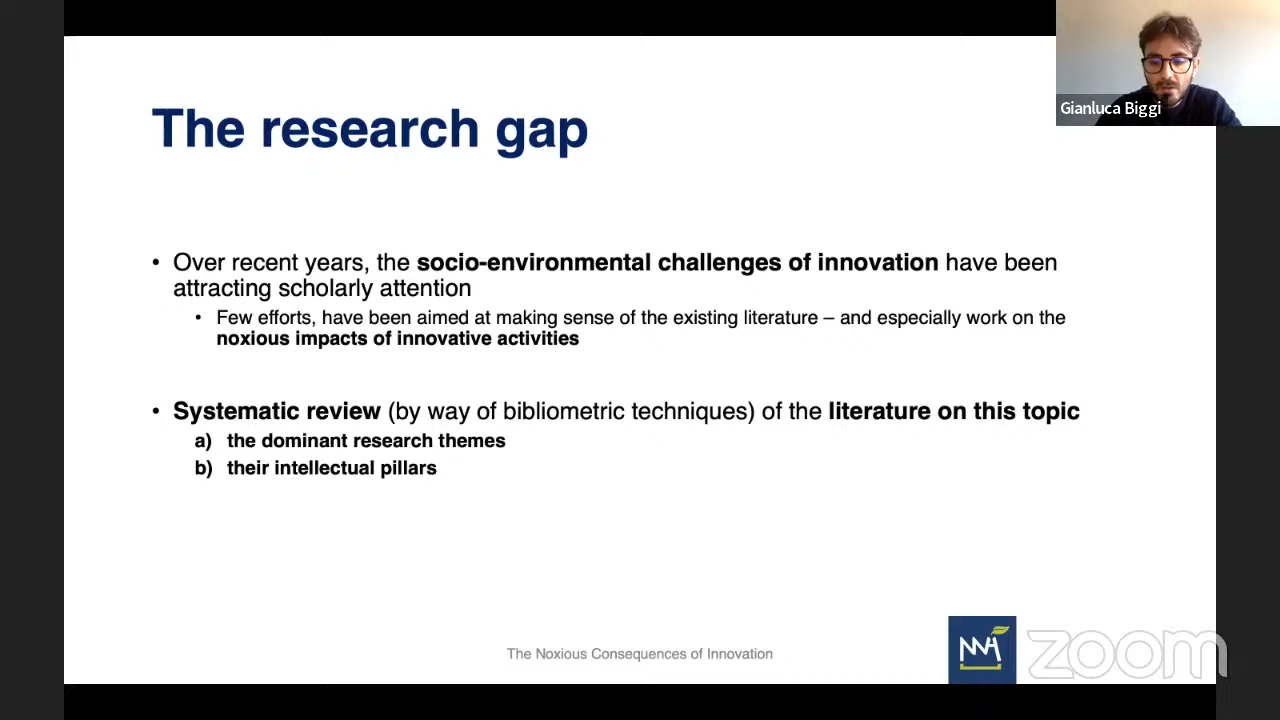 Gianluca Biggi
The research gap
• Over recent years, the socio-environmental challenges of innovation have been
attracting scholarly attention
• Few efforts, have been aimed at making sense of the existing literature – and especially work on the
noxious impacts of innovative activities
• Systematic review (by way of bibliometric techniques) of the literature on this topic
a) the dominant research themes
b) their intellectual pillars
The Noxious Consequences of Innovation
zoom